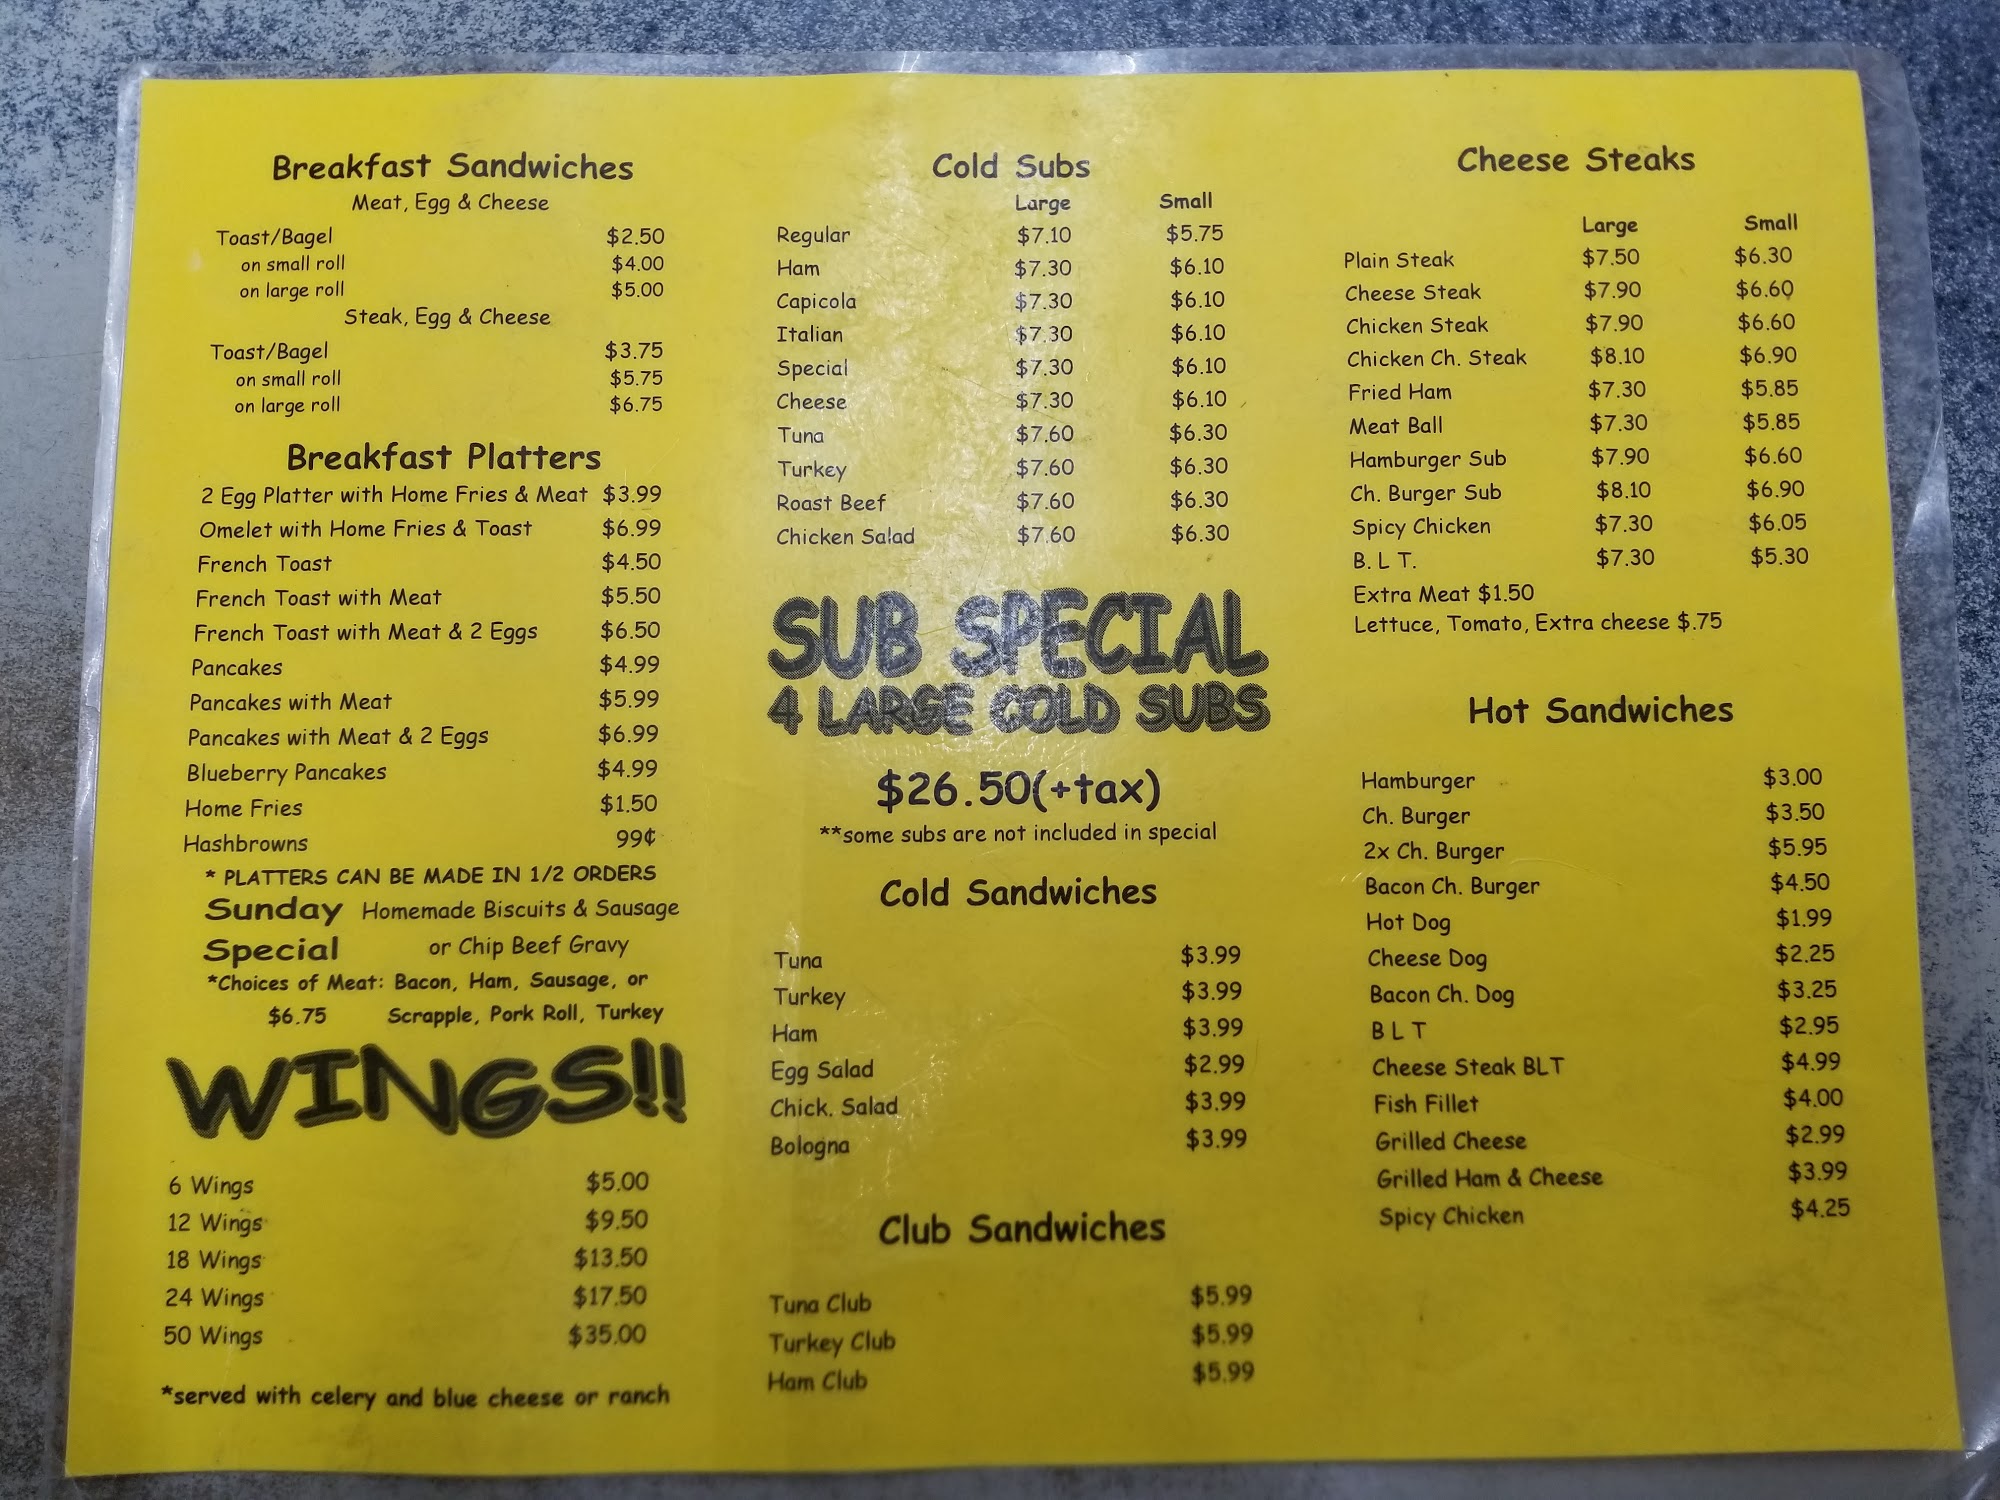 Breakfast Sandwiches
Meat, Egg & Cheese
Toast/Bagel $2.50
on small roll $4.00
on large roll $5.00
Steak, Egg & Cheese
Toast/Bagel $3.75
on small roll $5.75
on large roll $6.75
Breakfast Platters
2 Egg Platter with Home Fries & Meat $3.99
Omelet with Home Fries & Toast $6.99
French Toast $4.50
French Toast with Meat $5.50
French Toast with Meat & 2 Eggs $6.50
Pancakes $4.99
Pancakes with Meat $5.99
Pancakes with Meat & 2 Eggs $6.99
Blueberry Pancakes $4.99
Home Fries $1.50
Hashbrowns 99¢
* PLATTERS CAN BE MADE IN 1/2 ORDERS
Sunday Homemade Biscuits & Sausage
Special or Chip Beef Gravy
*Choices of Meat: Bacon, Ham, Sausage, or
$6.75 Scrapple, Pork Roll, Turkey
WINGS!!
6 Wings $5.00
12 Wings $9.50
18 Wings $13.50
24 Wings $17.50
50 Wings $35.00
*served with celery and blue cheese or ranch
Cold Subs
Large Small
Regular $7.10 $5.75
Ham $7.30 $6.10
Capicola $7.30 $6.10
Italian $7.30 $6.10
Special $7.30 $6.10
Cheese $7.30 $6.10
Tuna $7.60 $6.30
Turkey $7.60 $6.30
Roast Beef $7.60 $6.30
Chicken Salad $7.60 $6.30
SUB SPECIAL
4 LARGE COLD SUBS
$26.50(+tax)
**some subs are not included in special
Cold Sandwiches
Tuna $3.99
Turkey $3.99
Ham $3.99
Egg Salad $2.99
Chick. Salad $3.99
Bologna $3.99
Club Sandwiches
Tuna Club $5.99
Turkey Club $5.99
Ham Club $5.99
Cheese Steaks
Large Small
Plain Steak $7.50 $6.30
Cheese Steak $7.90 $6.60
Chicken Steak $7.90 $6.60
Chicken Ch. Steak $8.10 $6.90
Fried Ham $7.30 $5.85
Meat Ball $7.30 $5.85
Hamburger Sub $7.90 $6.60
Ch. Burger Sub $8.10 $6.90
Spicy Chicken $7.30 $6.05
B. L T. $7.30 $5.30
Extra Meat $1.50
Lettuce, Tomato, Extra cheese $.75
Hot Sandwiches
Hamburger $3.00
Ch. Burger $3.50
2x Ch. Burger $5.95
Bacon Ch. Burger $4.50
Hot Dog $1.99
Cheese Dog $2.25
Bacon Ch. Dog $3.25
B L T $2.95
Cheese Steak BLT $4.99
Fish Fillet $4.00
Grilled Cheese $2.99
Grilled Ham & Cheese $3.99
Spicy Chicken $4.25